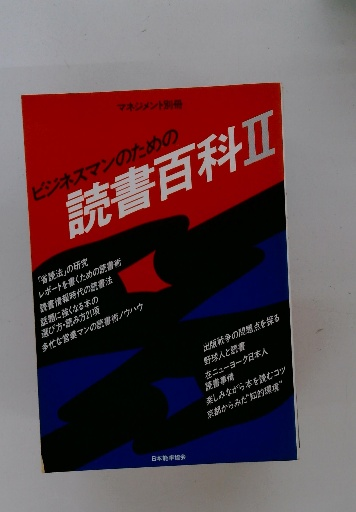 マネジメント別冊
ビジネスマンのための
読書百科II
「省談法」の研究
レポートを書くための読書術
読書情報時代の読書法
話題に強くなる本の
選び方・読み方21項
多忙な営業マンの読書術ノウハウ
出版戦争の問題点を探る
野球人と読書
在ニューヨーク日本人
読書事情
楽しみながら本を読むコツ
京都からみた"知的環境"
日本能率協会